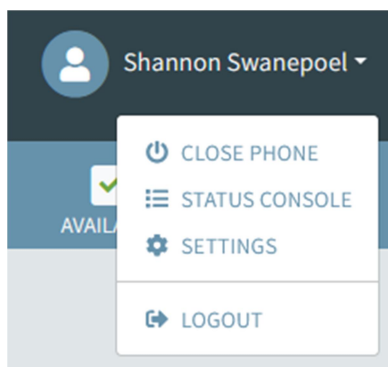 Shannon Swanepoel
CLOSE PHONE
STATUS CONSOLE
SETTINGS
LOGOUT